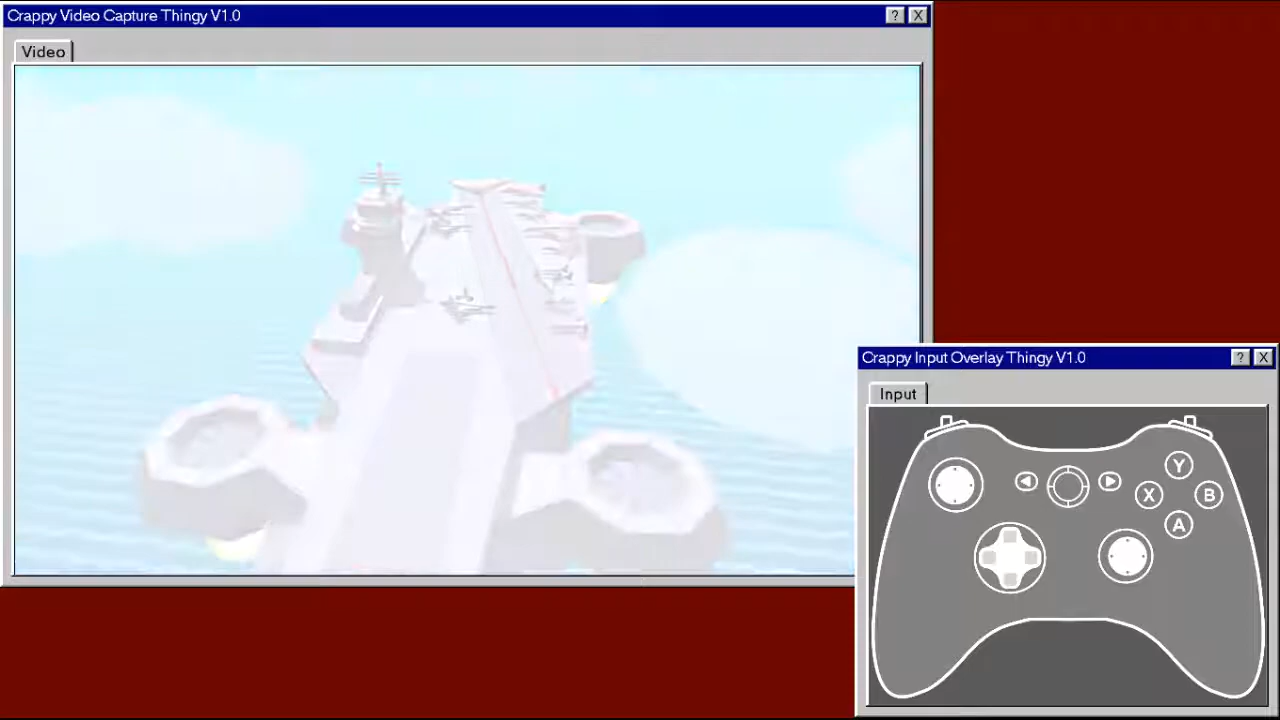 Crappy Video Capture Thingy V1.0
? X
Video
Crappy Input Overlay Thingy V1.0
? X
Input
Y
X
B
A